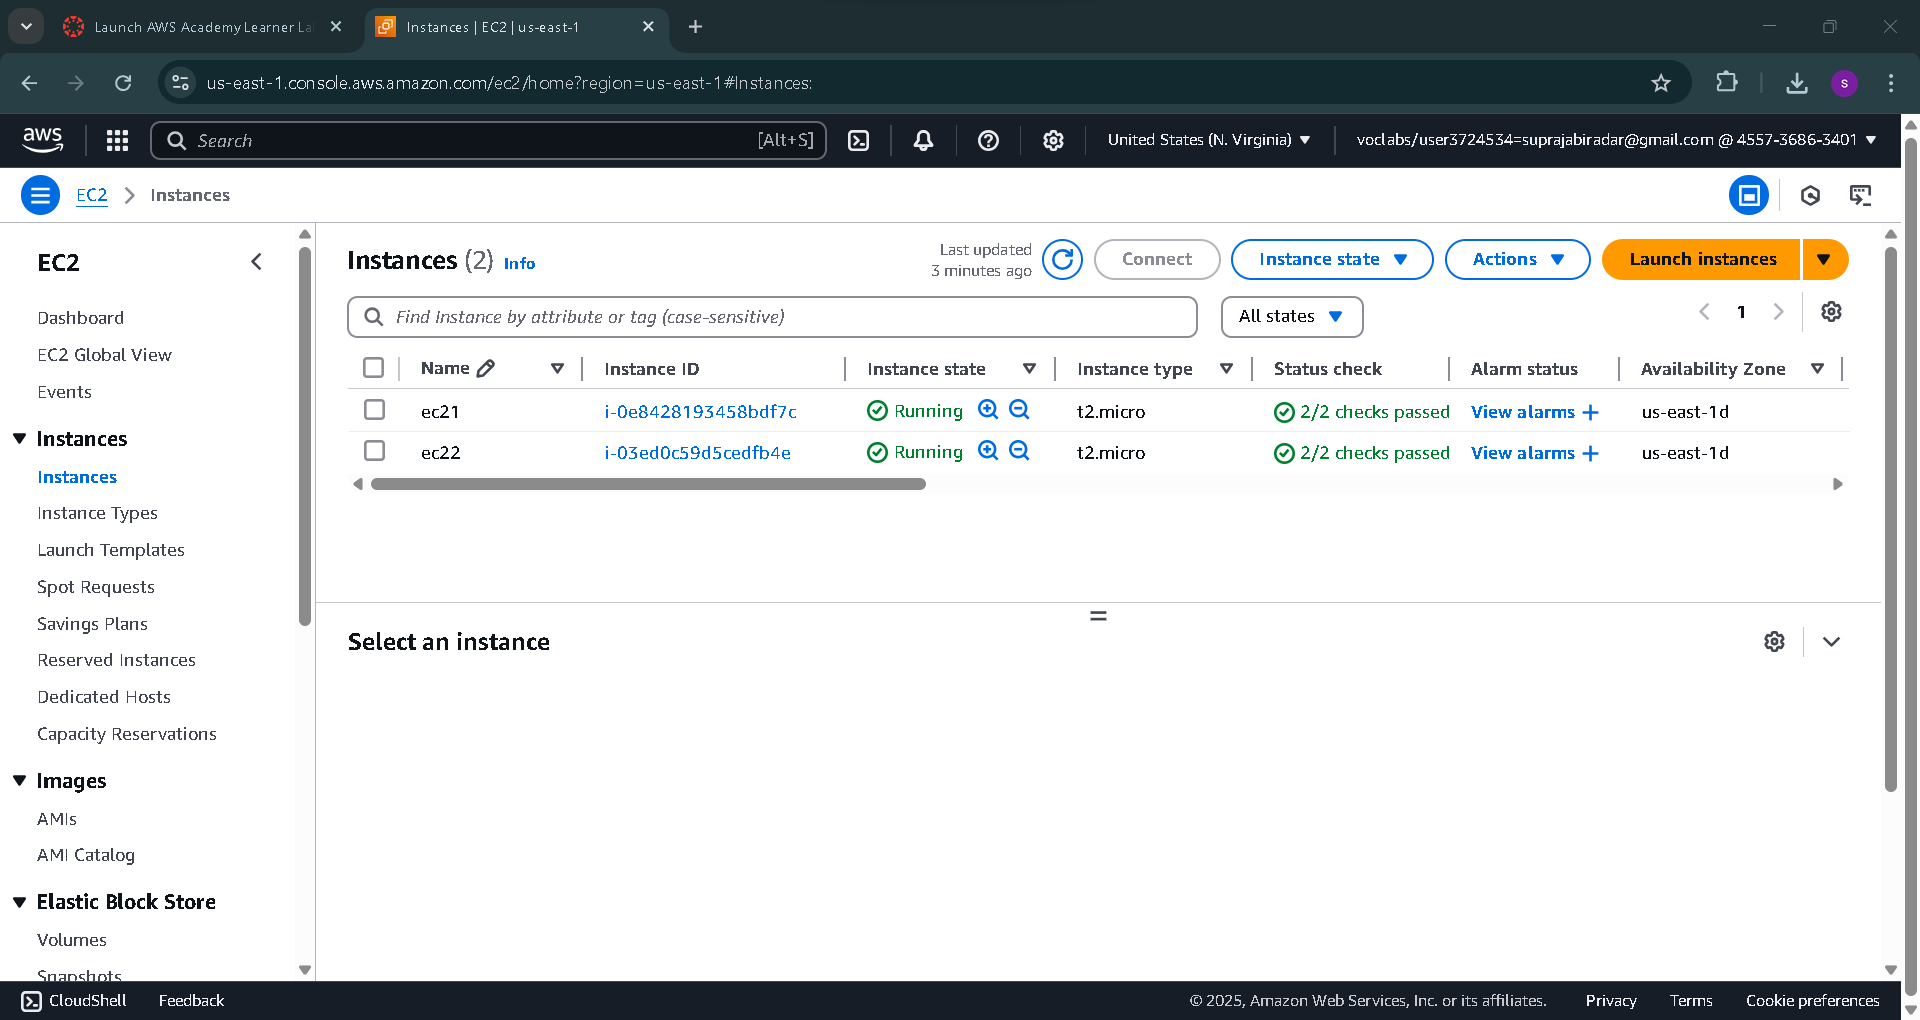 Launch AWS Academy Learner La
Instances | EC2 | us-east-1
us-east-1.console.aws.amazon.com/ec2/home?region=us-east-1#Instances:
S
aws
Search
[Alt+S]
United States (N. Virginia)
voclabs/user3724534=suprajabiradar@gmail.com @ 4557-3686-3401
EC2
Instances
EC2
Dashboard
EC2 Global View
Events
Instances
Instances
Instance Types
Launch Templates
Spot Requests
Savings Plans
Reserved Instances
Dedicated Hosts
Capacity Reservations
Images
AMIs
AMI Catalog
Elastic Block Store
Volumes
Snapshots
Instances (2) Info
Last updated
3 minutes ago
Connect
Instance state
Actions
Launch instances
Find Instance by attribute or tag (case-sensitive)
All states
1
Name Instance ID Instance state Instance type Status check Alarm status Availability Zone
ec21 i-0e8428193458bdf7c Running t2.micro 2/2 checks passed View alarms us-east-1d
ec22 i-03ed0c59d5cedfb4e Running t2.micro 2/2 checks passed View alarms us-east-1d
Select an instance
CloudShell Feedback © 2025, Amazon Web Services, Inc. or its affiliates. Privacy Terms Cookie preferences